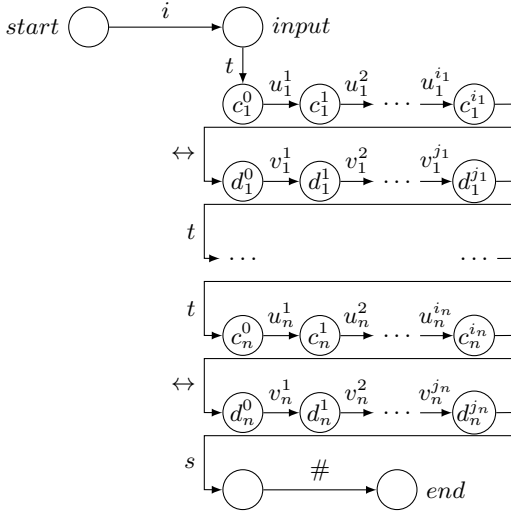 start i input
t
u_1^1 u_1^2 u_1^{i_1}
c_1^0 c_1^1 ⋯ c_1^{i_1}
↔ v_1^1 v_1^2 v_1^{j_1}
d_1^0 d_1^1 ⋯ d_1^{j_1}
t
⋯ ⋯
t u_n^1 u_n^2 u_n^{i_n}
c_n^0 c_n^1 ⋯ c_n^{i_n}
↔ v_n^1 v_n^2 v_n^{j_n}
d_n^0 d_n^1 ⋯ d_n^{j_n}
s #
end